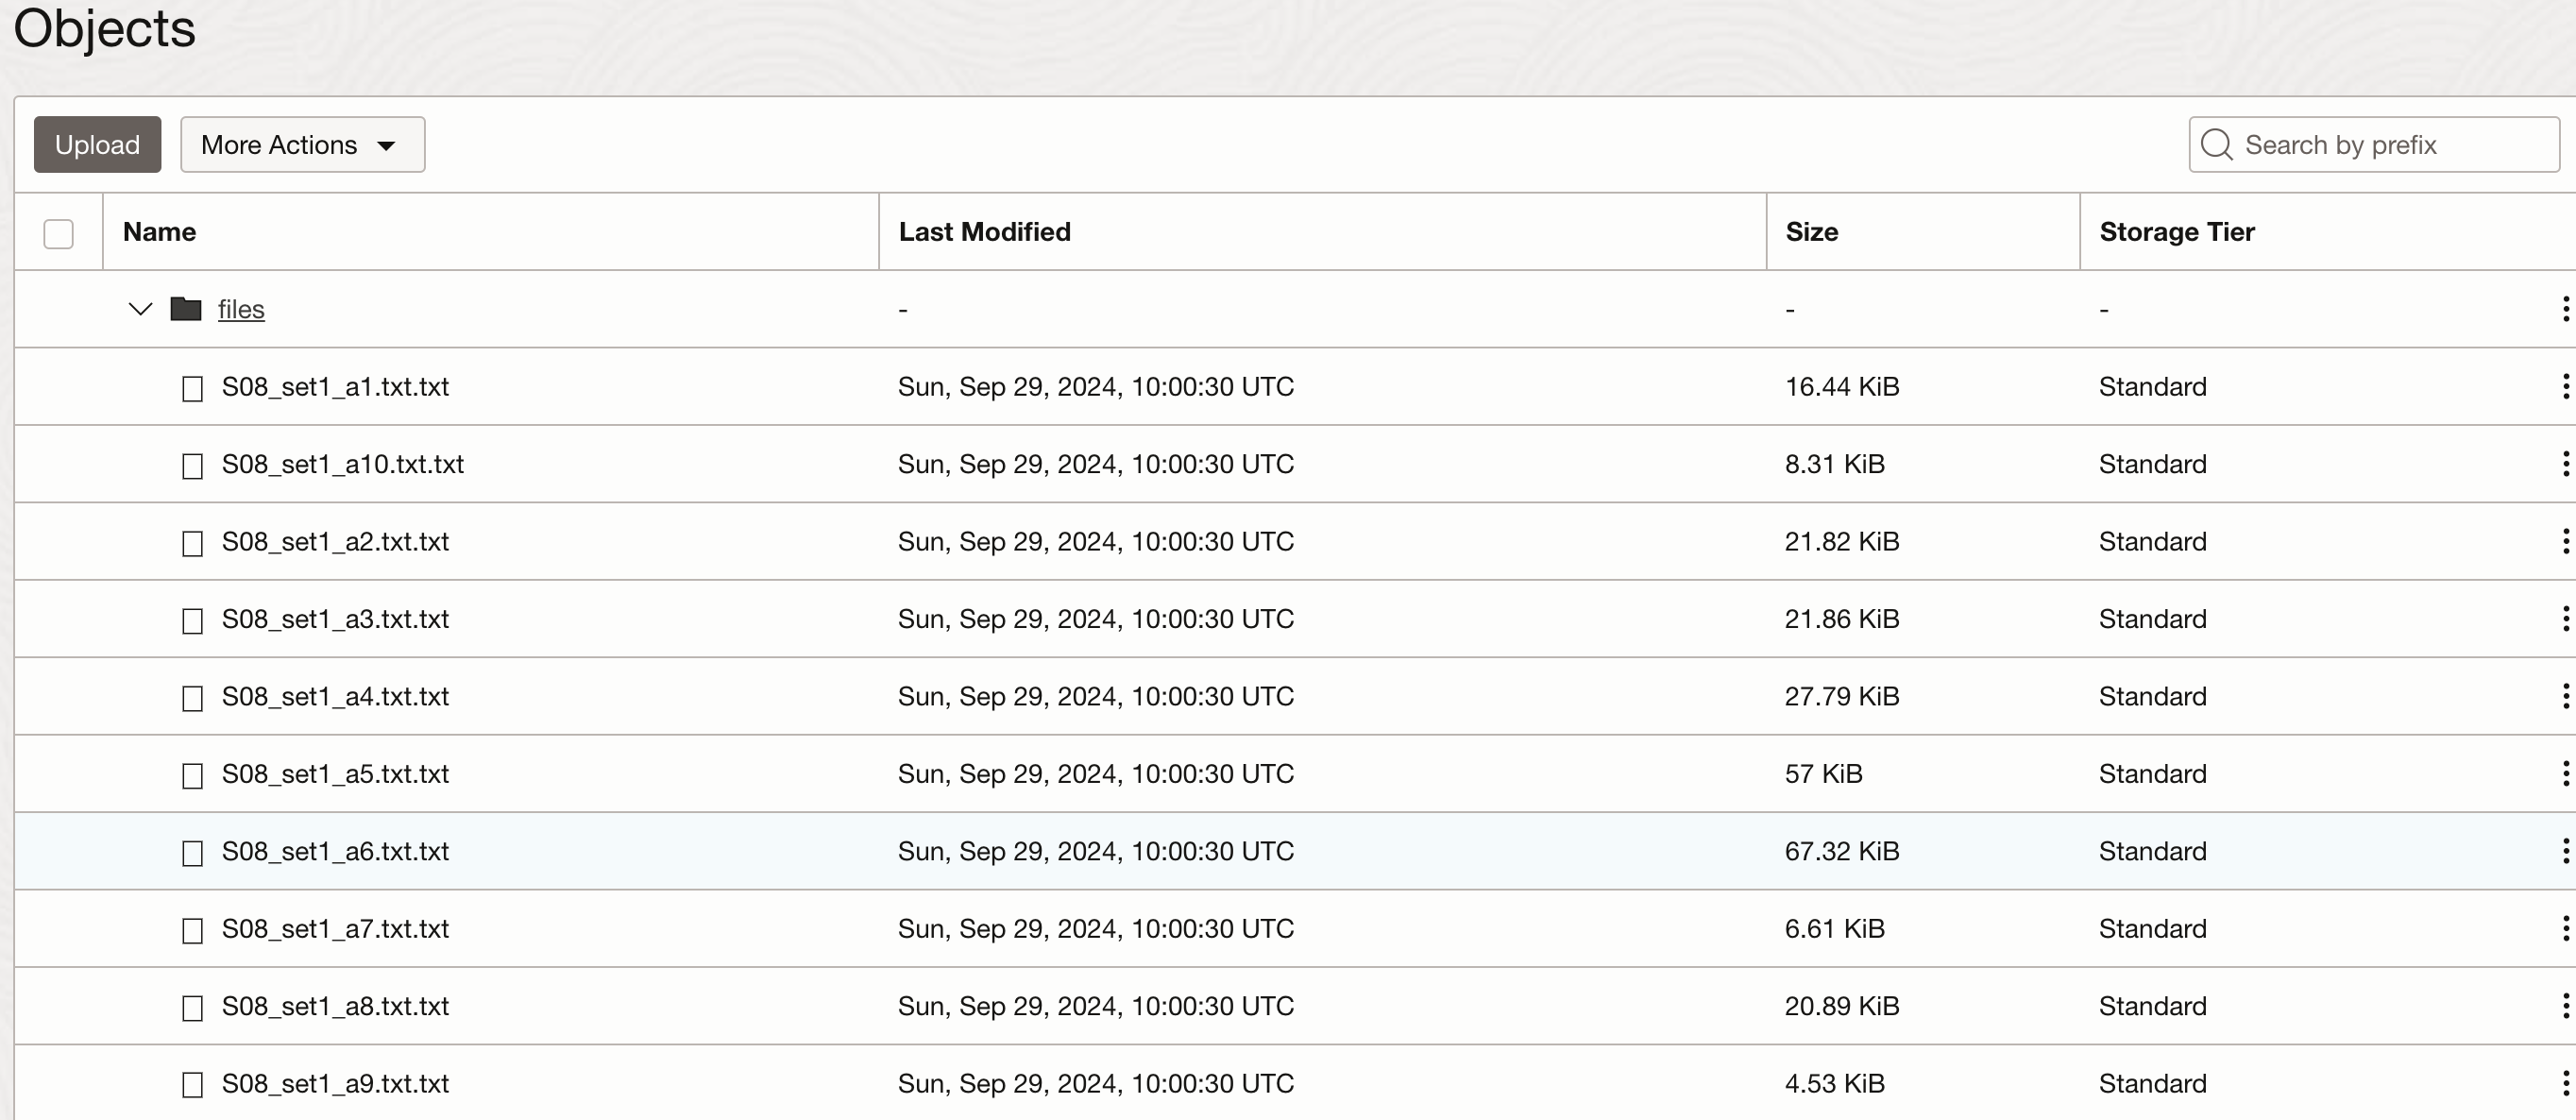 Objects
Upload More Actions Search by prefix
Name Last Modified Size Storage Tier
files - - -
S08_set1_a1.txt.txt Sun, Sep 29, 2024, 10:00:30 UTC 16.44 KiB Standard
S08_set1_a10.txt.txt Sun, Sep 29, 2024, 10:00:30 UTC 8.31 KiB Standard
S08_set1_a2.txt.txt Sun, Sep 29, 2024, 10:00:30 UTC 21.82 KiB Standard
S08_set1_a3.txt.txt Sun, Sep 29, 2024, 10:00:30 UTC 21.86 KiB Standard
S08_set1_a4.txt.txt Sun, Sep 29, 2024, 10:00:30 UTC 27.79 KiB Standard
S08_set1_a5.txt.txt Sun, Sep 29, 2024, 10:00:30 UTC 57 KiB Standard
S08_set1_a6.txt.txt Sun, Sep 29, 2024, 10:00:30 UTC 67.32 KiB Standard
S08_set1_a7.txt.txt Sun, Sep 29, 2024, 10:00:30 UTC 6.61 KiB Standard
S08_set1_a8.txt.txt Sun, Sep 29, 2024, 10:00:30 UTC 20.89 KiB Standard
S08_set1_a9.txt.txt Sun, Sep 29, 2024, 10:00:30 UTC 4.53 KiB Standard